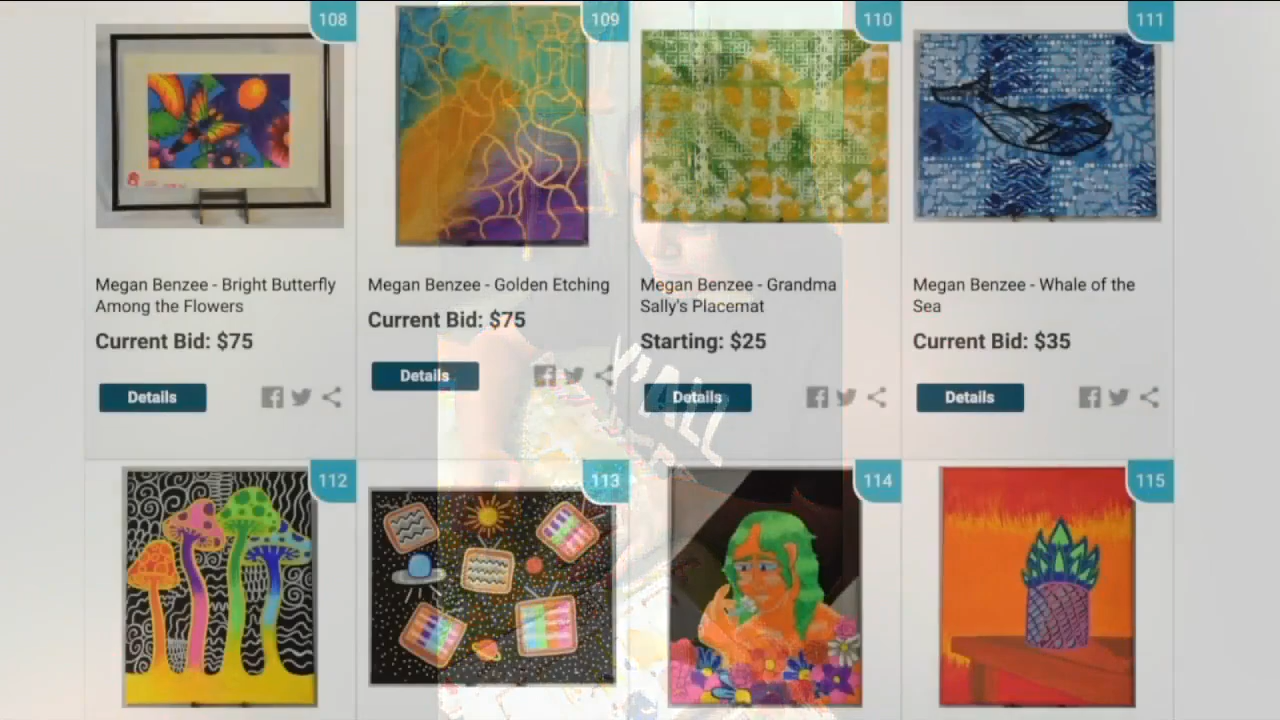 108
109
110
111
Megan Benzee - Bright Butterfly
Among the Flowers
Current Bid: $75
Details
Megan Benzee - Golden Etching
Current Bid: $75
Details
Megan Benzee - Grandma
Sally's Placemat
Starting: $25
Details
Megan Benzee - Whale of the
Sea
Current Bid: $35
Details
Y'ALL
112
113
114
115